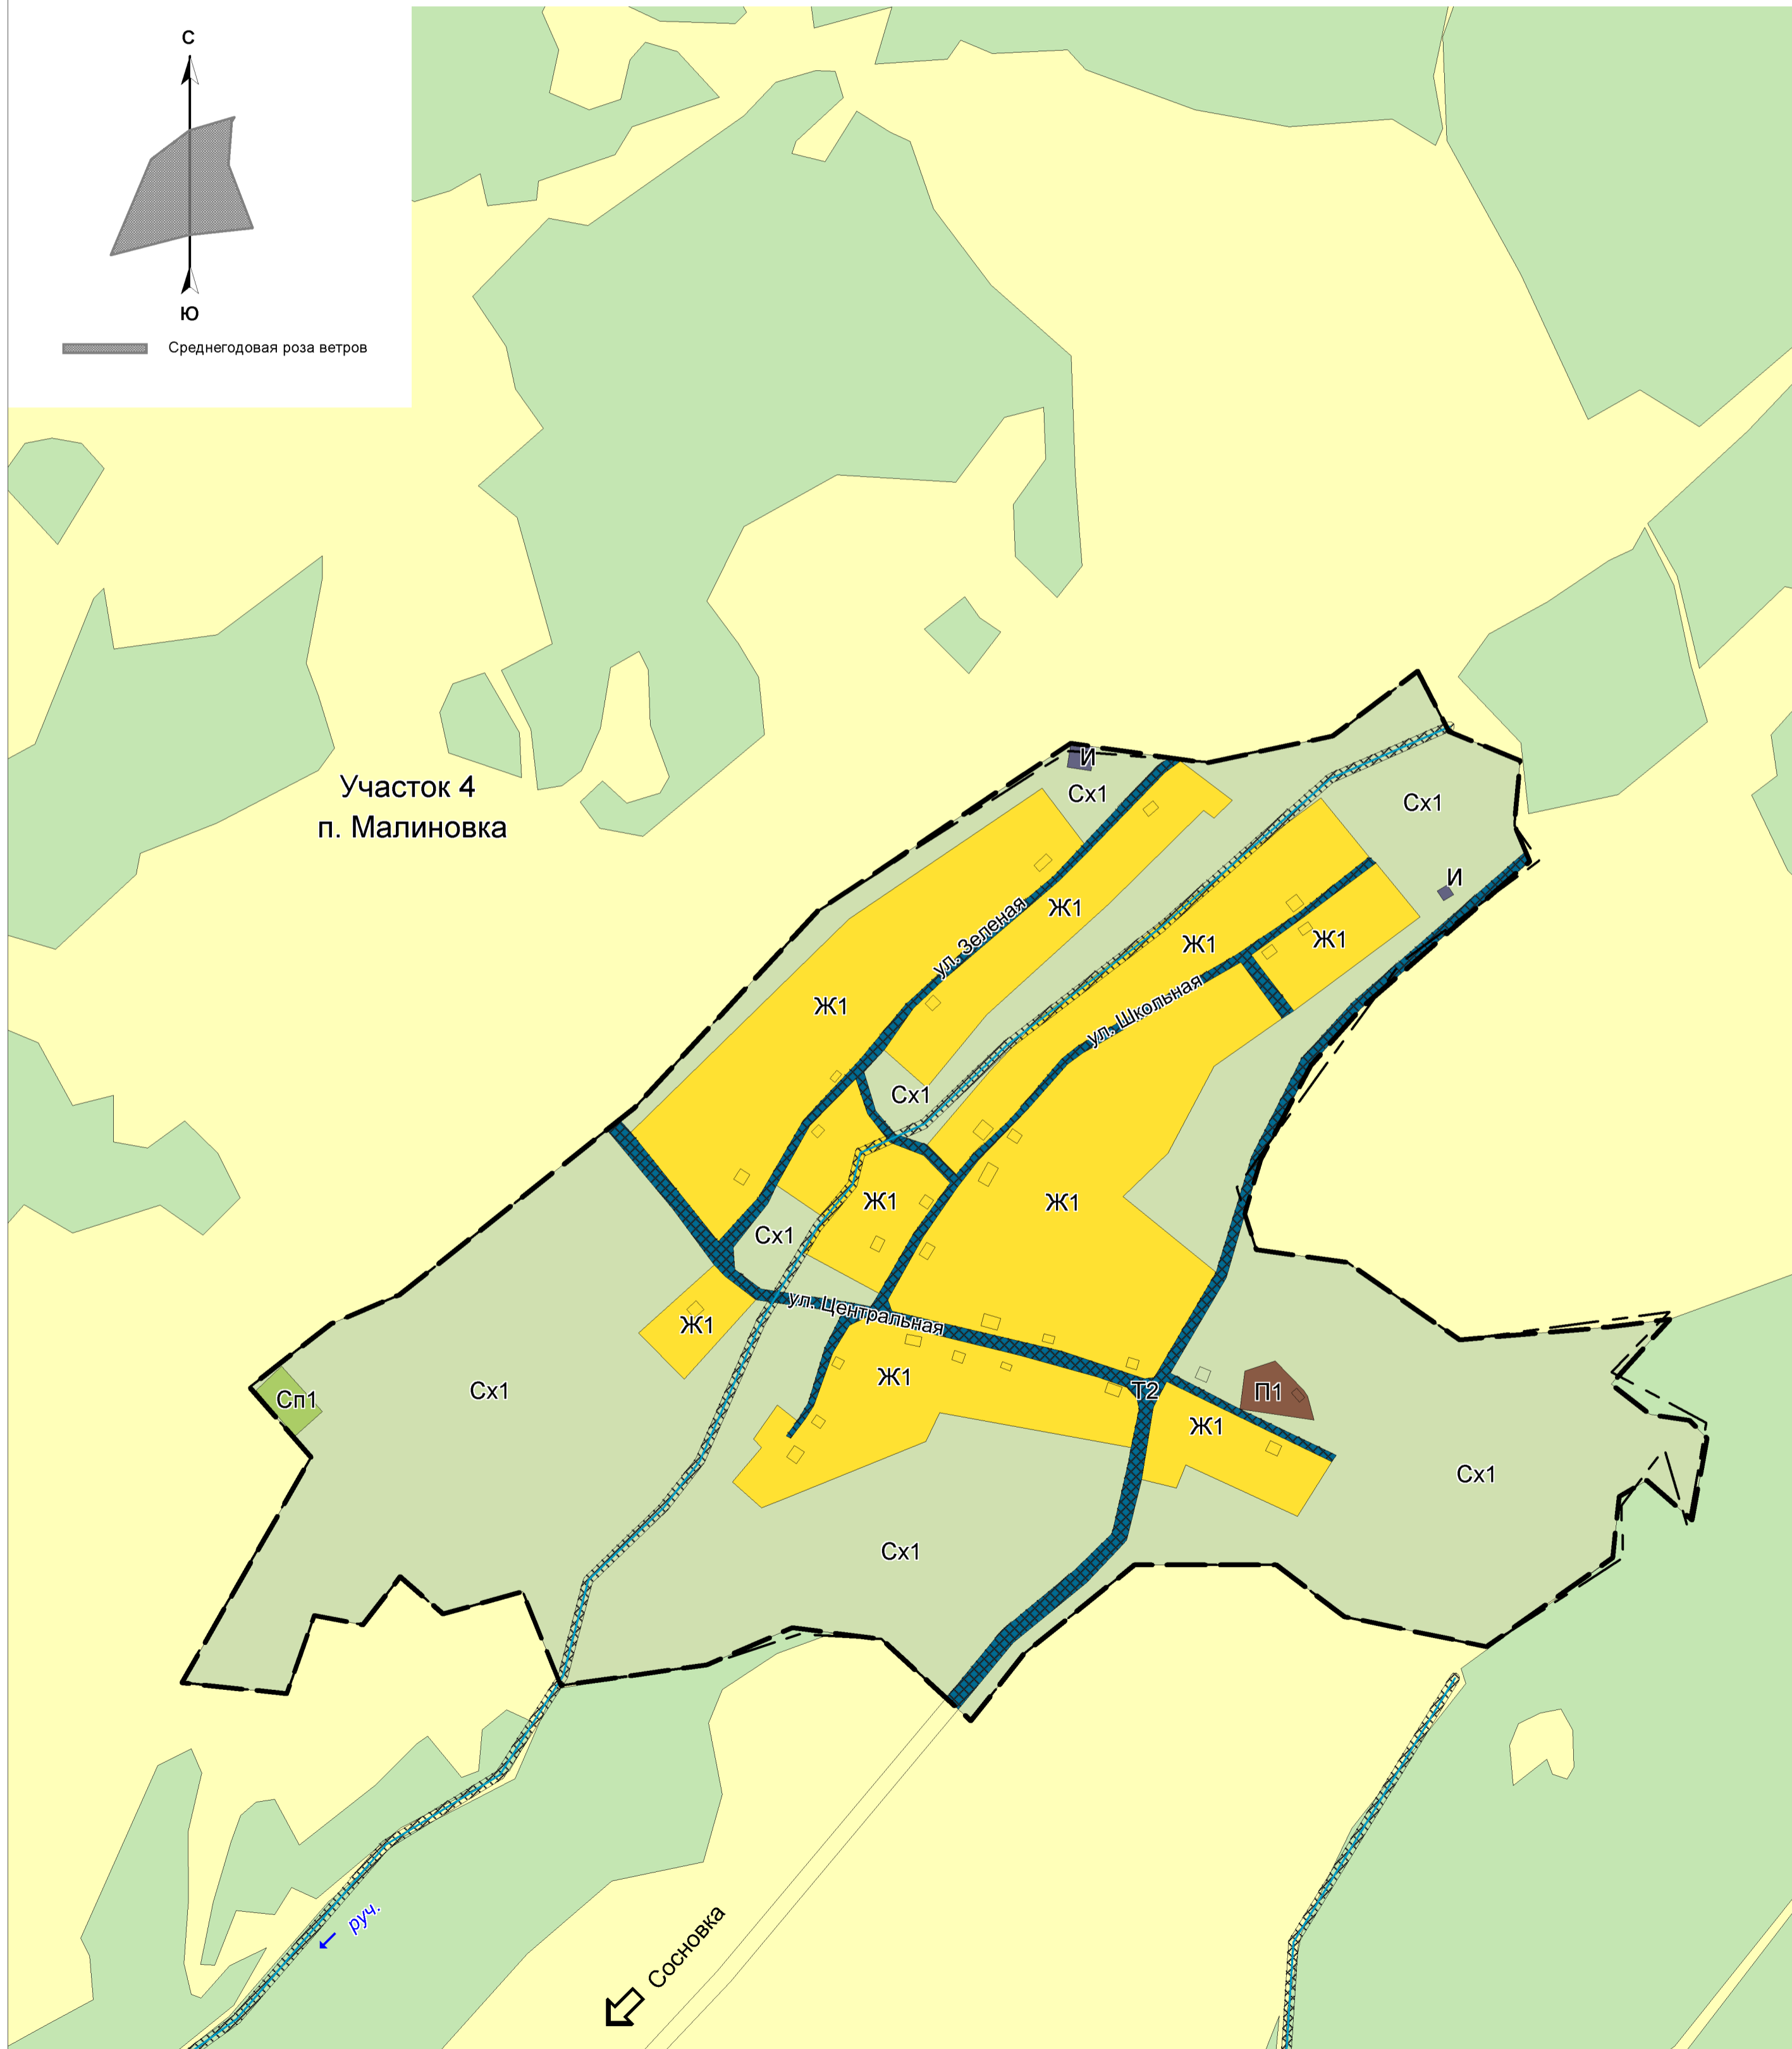 С
Ю
Среднегодовая роза ветров
Участок 4
п. Малиновка
И
Сх1
Сх1
И
Ж1
ул. Зеленая
Ж1
Ж1
Ж1
ул. Школьная
Сх1
Ж1
Ж1
Сх1
ул. Центральная
Ж1
Ж1
Т2
П1
Сп1
Сх1
Ж1
Сх1
Сх1
руч.
Сосновка